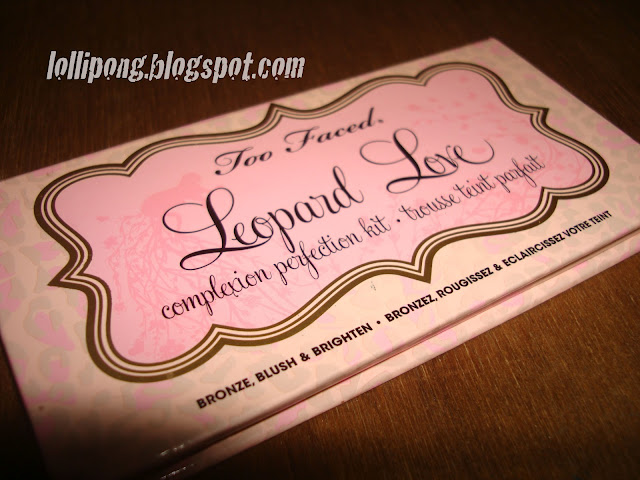 lollipong.blogspot.com
Too Faced.
Leopard Love
complexion perfection kit • trousse teint parfait
BRONZE, BLUSH & BRIGHTEN • BRONZEZ, ROUGISSEZ & ECLAIRCISSEZ VOTRE TEINT